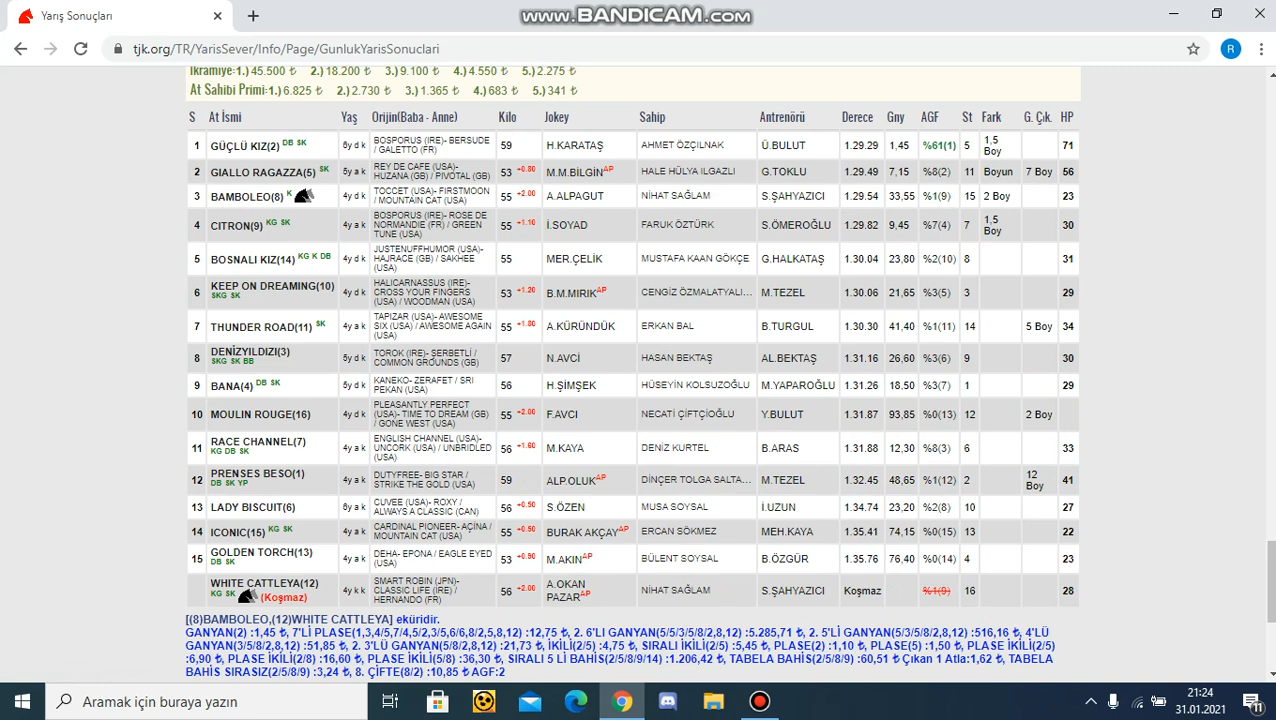 Yarış Sonuçları
www.BANDICAM.com
tjk.org/TR/YarisSever/Info/Page/GunlukYarisSonuclari
R
İkramiye:1.) 45.500 ₺ 2.) 18.200 ₺ 3.) 9.100 ₺ 4.) 4.550 ₺ 5.) 2.275 ₺
At Sahibi Primi:1.) 6.825 ₺ 2.) 2.730 ₺ 3.) 1.365 ₺ 4.) 683 ₺ 5.) 341 ₺
S At İsmi Yaş Orijin(Baba - Anne) Kilo Jokey Sahip Antrenörü Derece Gny AGF St Fark G. Çık. HP
1 GÜÇLÜ KIZ(2) DB SK 6y d k BOSPORUS (IRE)- BERSUDE / GALETTO (FR) 59 H.KARATAŞ AHMET ÖZÇILNAK Ü.BULUT 1.29.29 1,45 %61(1) 5 1,5 Boy 71
2 GIALLO RAGAZZA(5) SK 5y a k REY DE CAFE (USA)- HUZANA (GB) / PIVOTAL (GB) 53 +0.80 M.M.BİLGİN AP HALE HÜLYA ILGAZLI G.TOKLU 1.29.49 7,15 %8(2) 11 Boyun 7 Boy 56
3 BAMBOLEO(8) K 4y d k TOCCET (USA)- FIRSTMOON / MOUNTAIN CAT (USA) 55 +2.00 A.ALPAGUT NİHAT SAĞLAM S.ŞAHYAZICI 1.29.54 33,55 %1(9) 15 2 Boy 23
4 CITRON(9) KG SK 4y a k BOSPORUS (IRE)- ROSE DE NORMANDIE (FR) / GREEN TUNE (USA) 55 +1.10 İ.SOYAD FARUK ÖZTÜRK S.ÖMEROĞLU 1.29.82 9,45 %7(4) 7 1,5 Boy 30
5 BOSNALI KIZ(14) KG K DB 4y d k JUSTENUFFHUMOR (USA)- HAJRACE (GB) / SAKHEE (USA) 55 MER.ÇELİK MUSTAFA KAAN GÖKÇE G.HALKATAŞ 1.30.04 23,80 %2(10) 8 31
6 KEEP ON DREAMING(10) SKG SK 4y d k HALICARNASSUS (IRE)- CROSS YOUR FINGERS (USA) / WOODMAN (USA) 53 +1.20 B.M.MIRIK AP CENGİZ ÖZMALATYALI... M.TEZEL 1.30.06 21,65 %3(5) 3 29
7 THUNDER ROAD(11) SK 4y a k TAPIZAR (USA)- AWESOME SIX (USA) / AWESOME AGAIN (USA) 55 +1.80 A.KÜRÜNDÜK ERKAN BAL B.TURGUL 1.30.30 41,40 %1(11) 14 5 Boy 34
8 DENİZYILDIZI(3) SKG SK BB 5y d k TOROK (IRE)- ŞERBETLİ / COMMON GROUNDS (GB) 57 N.AVCİ HASAN BEKTAŞ AL.BEKTAŞ 1.31.16 26,60 %3(6) 9 30
9 BANA(4) DB SK 6y d k KANEKO- ZERAFET / SRI PEKAN (USA) 56 H.ŞİMŞEK HÜSEYİN KOLSUZOĞLU M.YAPAROĞLU 1.31.26 18,50 %3(7) 1 29
10 MOULIN ROUGE(16) 4y d k PLEASANTLY PERFECT (USA)- TIME TO DREAM (GB) / GONE WEST (USA) 55 +2.00 F.AVCI NECATİ ÇİFTÇİOĞLU Y.BULUT 1.31.87 93,85 %0(13) 12 2 Boy
11 RACE CHANNEL(7) KG DB SK 4y a k ENGLISH CHANNEL (USA)- UNCORK (USA) / UNBRIDLED (USA) 56 +1.60 M.KAYA DENİZ KURTEL B.ARAS 1.31.88 12,30 %8(3) 6 33
12 PRENSES BESO(1) DB SK YP 4y a k DUTYFREE- BIG STAR / STRIKE THE GOLD (USA) 59 ALP.OLUK AP DİNÇER TOLGA SALTA... M.TEZEL 1.32.45 48,65 %1(12) 2 12 Boy 41
13 LADY BISCUIT(6) 5y a k CUVEE (USA)- ROXY / ALWAYS A CLASSIC (CAN) 56 +0.50 S.ÖZEN MUSA SOYSAL İ.UZUN 1.34.74 23,20 %2(8) 10 27
14 ICONIC(15) KG SK 4y a k CARDINAL PIONEER- AÇİNA / MOUNTAIN CAT (USA) 55 +0.50 BURAK AKÇAY AP ERCAN SÖKMEZ MEH.KAYA 1.35.41 74,15 %0(15) 13 22
15 GOLDEN TORCH(13) DB SK 4y a k DEHA- EFONA / EAGLE EYED (USA) 53 +0.90 M.AKIN AP BÜLENT SOYSAL B.ÖZGÜR 1.35.76 76,40 %0(14) 4 23
WHITE CATTLEYA(12) KG SK (Koşmaz) 4y k k SMART ROBIN (JPN)- CLASSIC LIFE (IRE) / HERNANDO (FR) 56 +2.00 A.OKAN PAZAR AP NİHAT SAĞLAM S.ŞAHYAZICI Koşmaz %1(9) 16 28
[(8)BAMBOLEO,(12)WHITE CATTLEYA] eküridir.
GANYAN(2) :1,45 ₺, 7'Lİ PLASE(1,3,4/5,7/4,5/2,3/5,6/6,8/2,5,8,12) :12,75 ₺, 2. 6'LI GANYAN(5/5/3/5/8/2,8,12) :5.285,71 ₺, 2. 5'Lİ GANYAN(5/3/5/8/2,8,12) :516,16 ₺, 4'LÜ
GANYAN(3/5/8/2,8,12) :51,85 ₺, 2. 3'LÜ GANYAN(5/8/2,8,12) :21,73 ₺, İKİLİ(2/5) :4,75 ₺, SIRALI İKİLİ(2/5) :5,45 ₺, PLASE(2) :1,10 ₺, PLASE(5) :1,50 ₺, PLASE İKİLİ(2/5)
:6,90 ₺, PLASE İKİLİ(2/8) :16,60 ₺, PLASE İKİLİ(5/8) :36,30 ₺, SIRALI 5 Lİ BAHİS(2/5/8/9/14) :1.206,42 ₺, TABELA BAHİS(2/5/8/9) :60,51 ₺ Çıkan 1 Atla:1,62 ₺, TABELA
BAHİS SIRASIZ(2/5/8/9) :3,24 ₺, 8. ÇİFTE(8/2) :10,85 ₺ AGF:2
Aramak için buraya yazın
21:24
31.01.2021
11